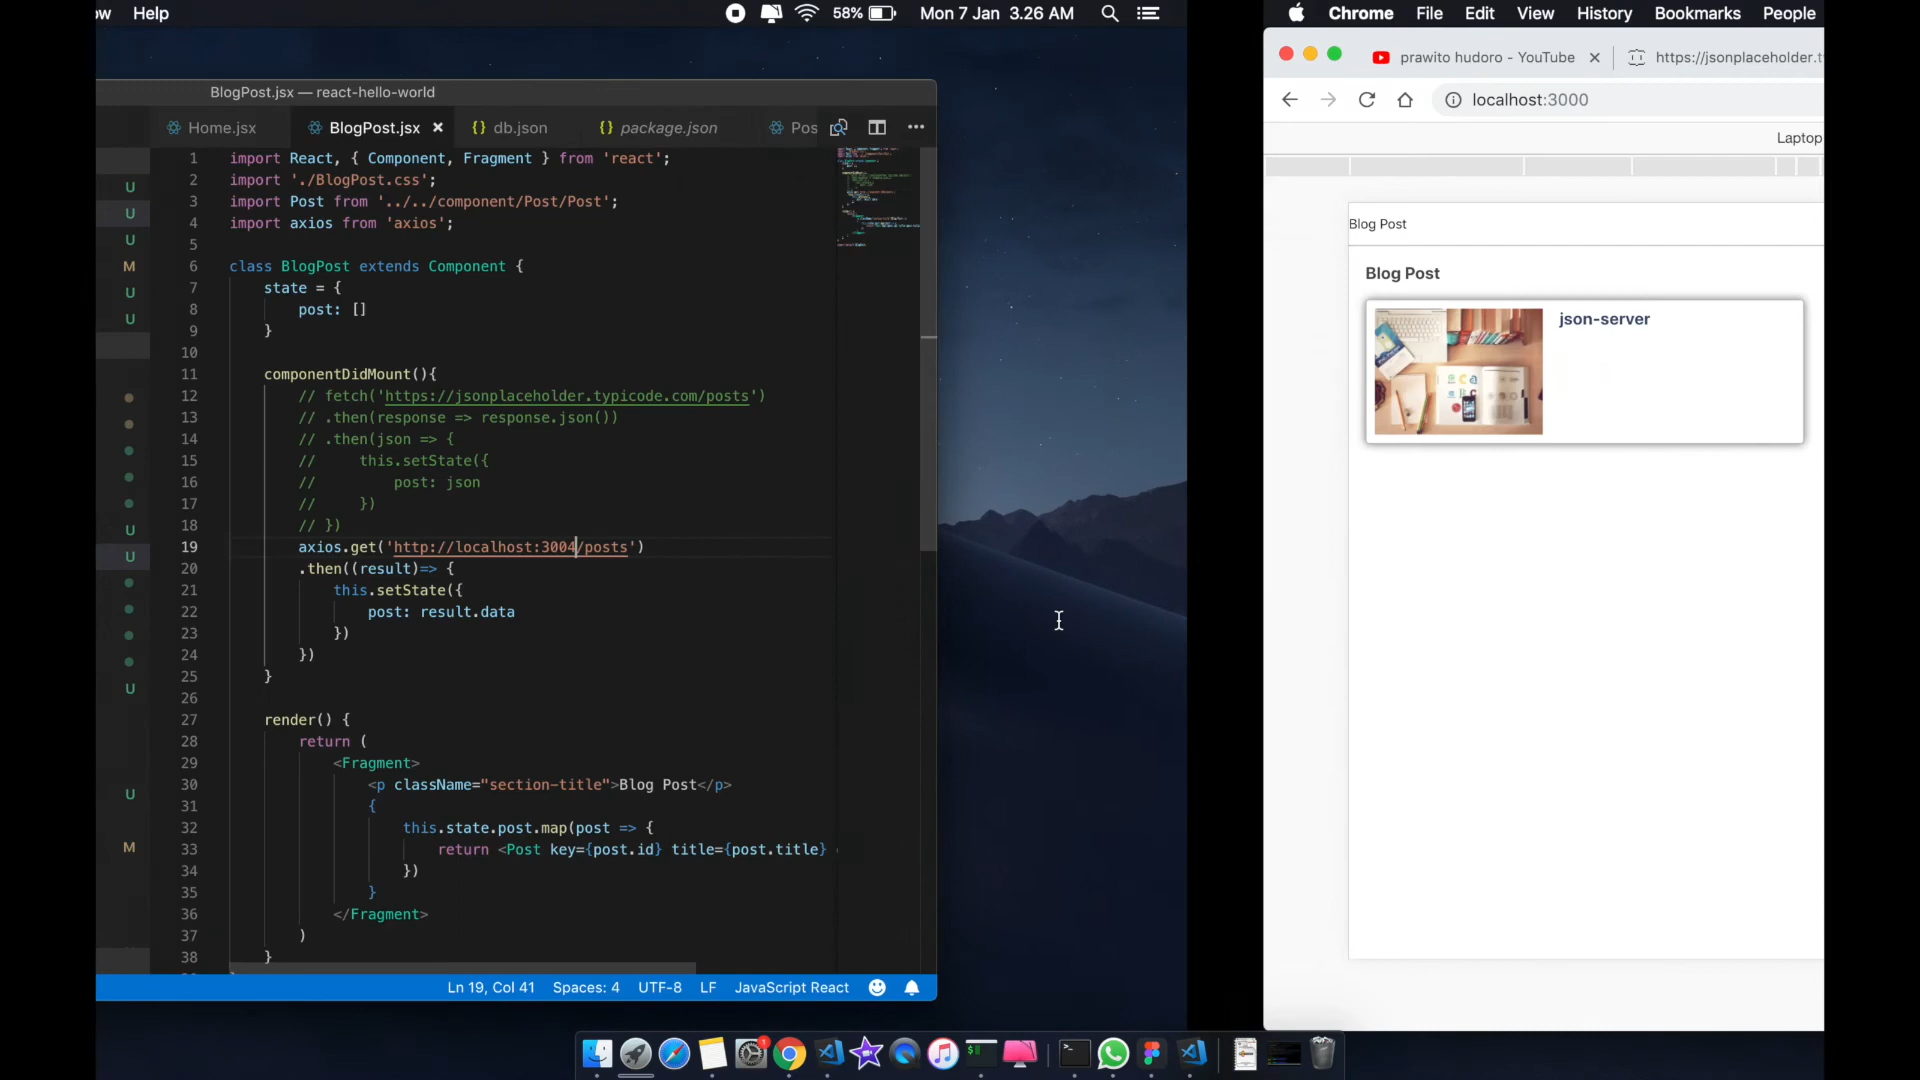 ow Help
58% Mon 7 Jan 3.26 AM
BlogPost.jsx — react-hello-world
Home.jsx BlogPost.jsx {} db.json {} package.json Pos
1 import React, { Component, Fragment } from 'react';
2 import './BlogPost.css';
3 import Post from '../../component/Post/Post';
4 import axios from 'axios';
5
6 class BlogPost extends Component {
7 state = {
8 post: []
9 }
10
11 componentDidMount(){
12 // fetch('https://jsonplaceholder.typicode.com/posts')
13 // .then(response => response.json())
14 // .then(json => {
15 // this.setState({
16 // post: json
17 // })
18 // })
19 axios.get('http://localhost:3004/posts')
20 .then((result)=> {
21 this.setState({
22 post: result.data
23 })
24 })
25 }
26
27 render() {
28 return (
29 <Fragment>
30 <p className="section-title">Blog Post</p>
31 {
32 this.state.post.map(post => {
33 return <Post key={post.id} title={post.title}
34 })
35 }
36 </Fragment>
37 )
38 }
U
U
U
M
U
U
U
U
U
U
M
Ln 19, Col 41 Spaces: 4 UTF-8 LF JavaScript React
Chrome File Edit View History Bookmarks People
prawito hudoro - YouTube https://jsonplaceholder.t
localhost:3000
Laptop
Blog Post
Blog Post
json-server
1